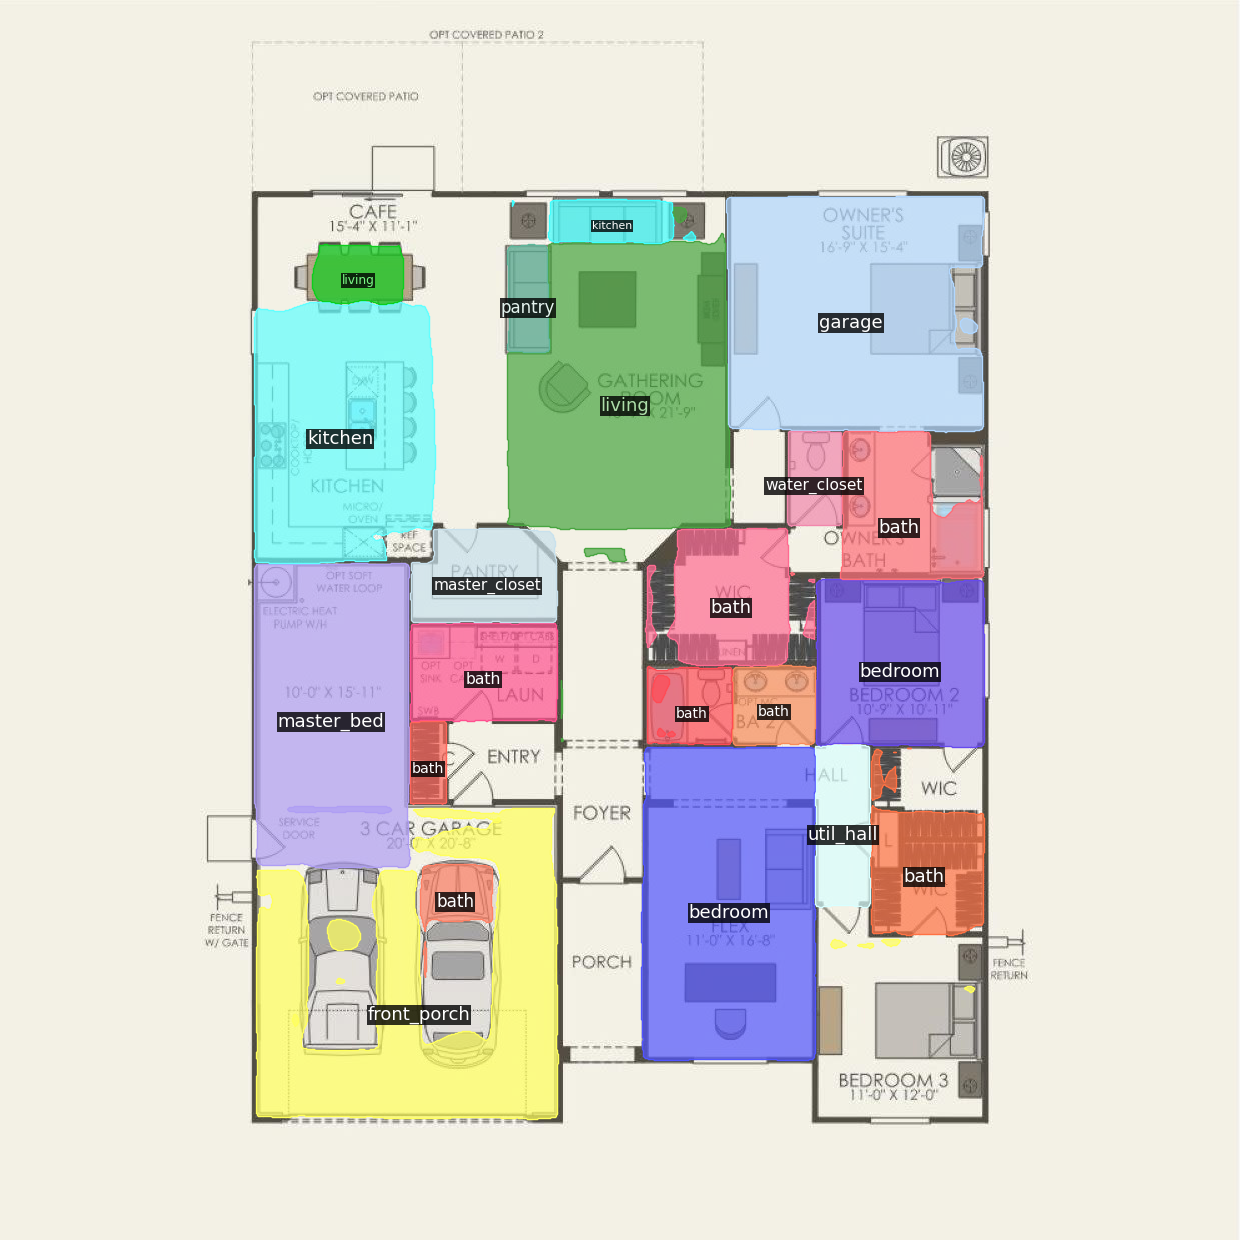 OPT COVERED PATIO 2
OPT COVERED PATIO
CAFE
15'-4" X 11'-1"
OWNER'S
SUITE
16'-9" X 15'-4"
kitchen
living
pantry
garage
GATHERING
ROOM
living
21'-9"
D/W
COOKTOP/
kitchen
KITCHEN
MICRO/
OVEN
REF
SPACE
water_closet
bath
OWNER'S
BATH
OPT SOFT
WATER LOOP
PANTRY
master_closet
ELECTRIC HEAT
PUMP W/H
WIC
bath
LINEN
W
D
OPT
SINK
OPT
bath
LAUN
SWB
10'-0" X 15'-11"
master_bed
bath
bath
BA 2
bedroom
BEDROOM 2
10'-9" X 10'-11"
bath
ENTRY
HALL
WIC
FOYER
SERVICE
DOOR
3 CAR GARAGE
20'-0" X 20'-8"
util_hall
bath
WIC
bath
bedroom
FLEX
11'-0" X 16'-8"
FENCE
RETURN
W/ GATE
PORCH
FENCE
RETURN
front_porch
BEDROOM 3
11'-0" X 12'-0"